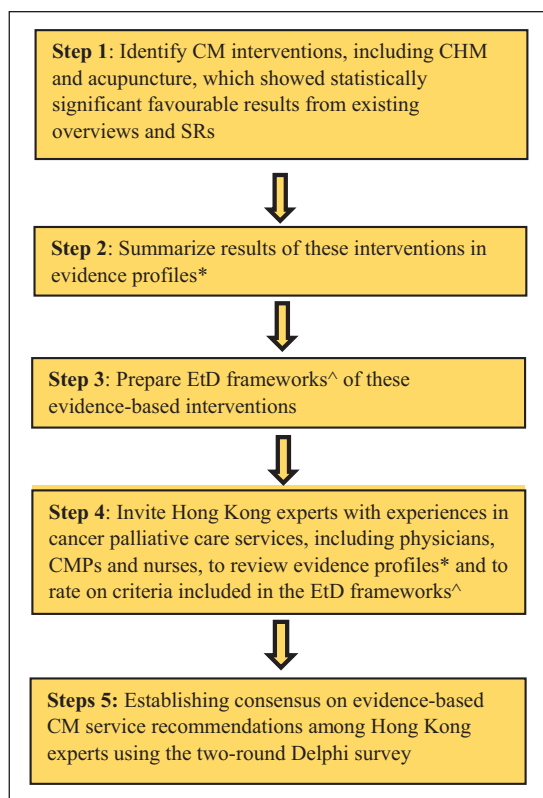 Step 1: Identify CM interventions, including CHM
and acupuncture, which showed statistically
significant favourable results from existing
overviews and SRs
Step 2: Summarize results of these interventions in
evidence profiles*
Step 3: Prepare EtD frameworks^ of these
evidence-based interventions
Step 4: Invite Hong Kong experts with experiences in
cancer palliative care services, including physicians,
CMPs and nurses, to review evidence profiles* and to
rate on criteria included in the EtD frameworks^
Steps 5: Establishing consensus on evidence-based
CM service recommendations among Hong Kong
experts using the two-round Delphi survey